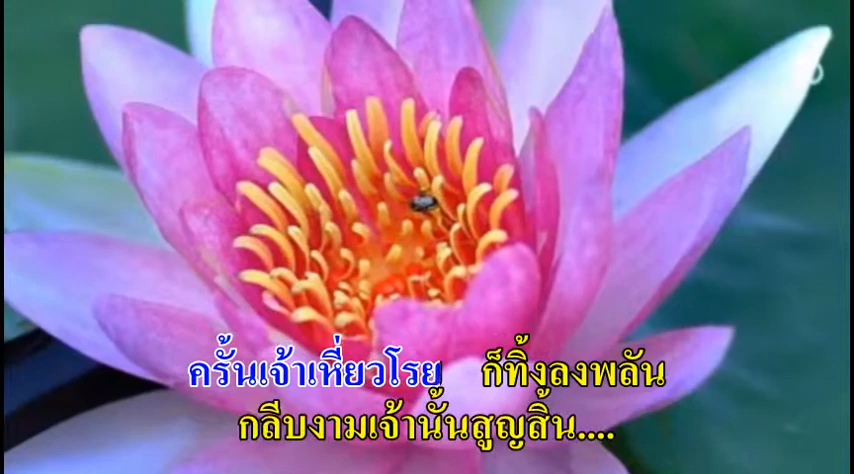 ครั้นเจ้าเหี่ยวโรย ก็ทิ้งลงพลัน
กลีบงามเจ้านั้นสูญสิ้น....